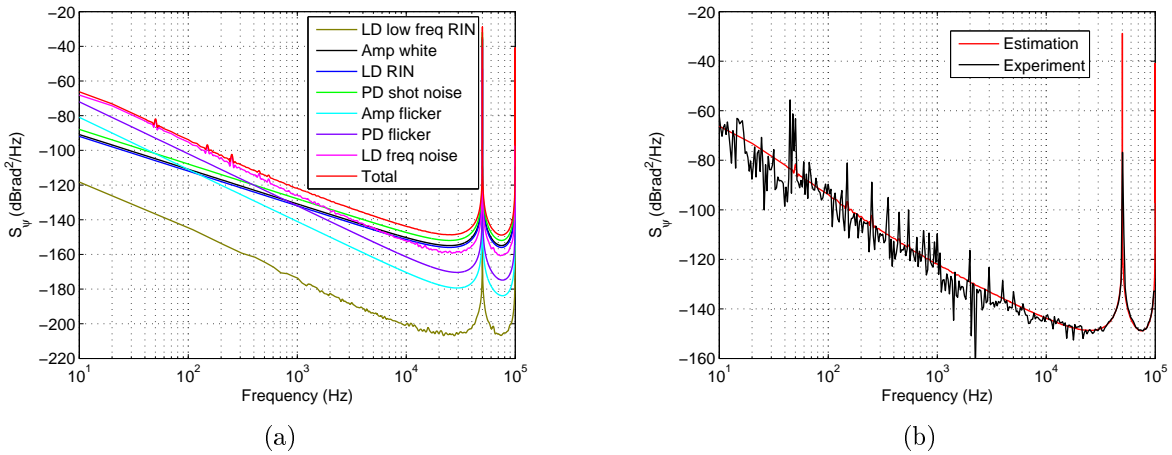 −20
−40
−60
−80
−100
−120
−140
−160
−180
−200
−220
S_ψ (dBrad²/Hz)
LD low freq RIN
Amp white
LD RIN
PD shot noise
Amp flicker
PD flicker
LD freq noise
Total
10¹
10²
10³
10⁴
10⁵
Frequency (Hz)
(a)
−20
−40
−60
−80
−100
−120
−140
−160
S_ψ (dBrad²/Hz)
Estimation
Experiment
10¹
10²
10³
10⁴
10⁵
Frequency (Hz)
(b)